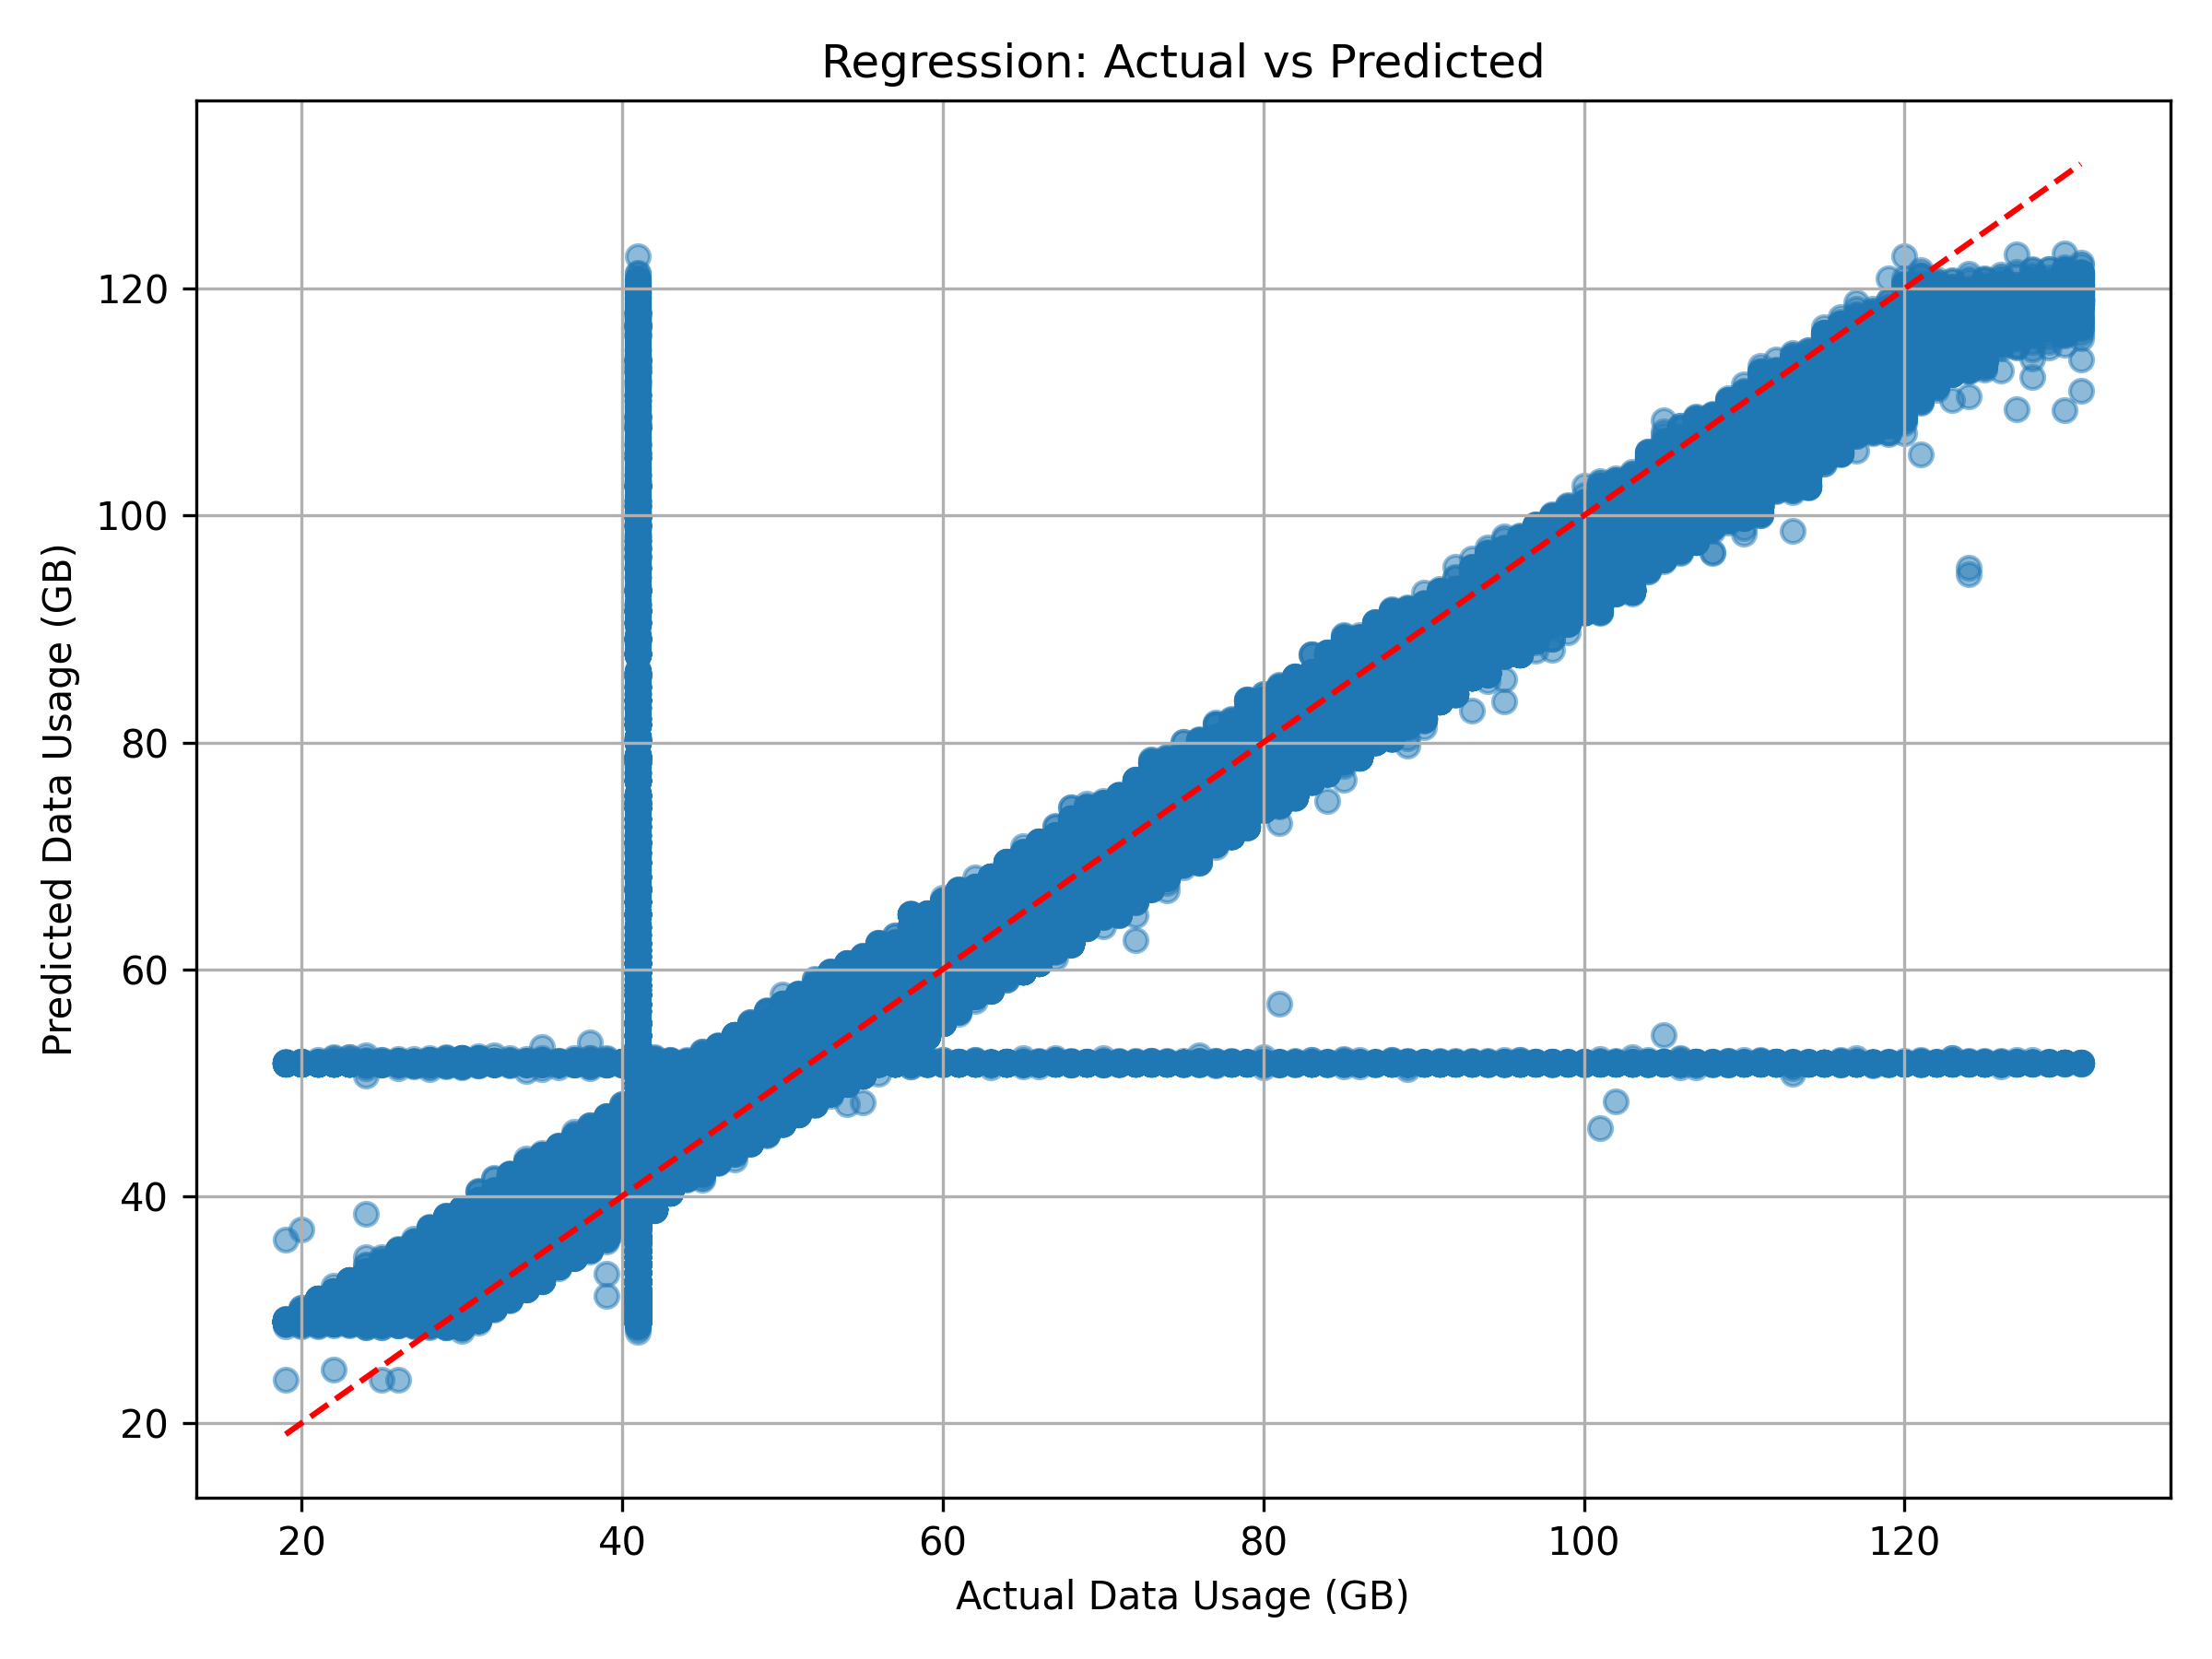 Regression: Actual vs Predicted
120
100
80
60
40
20
Predicted Data Usage (GB)
20 40 60 80 100 120
Actual Data Usage (GB)